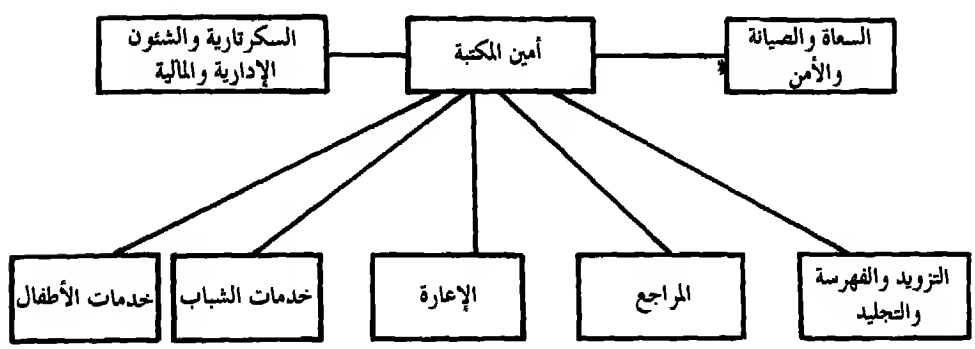 السعاة والصيانة
والأمن
أمين المكتبة
السكرتارية والشئون
الإدارية والمالية
التزويد والفهرسة
والتجليد
المراجع
الإعارة
خدمات الشباب
خدمات الأطفال